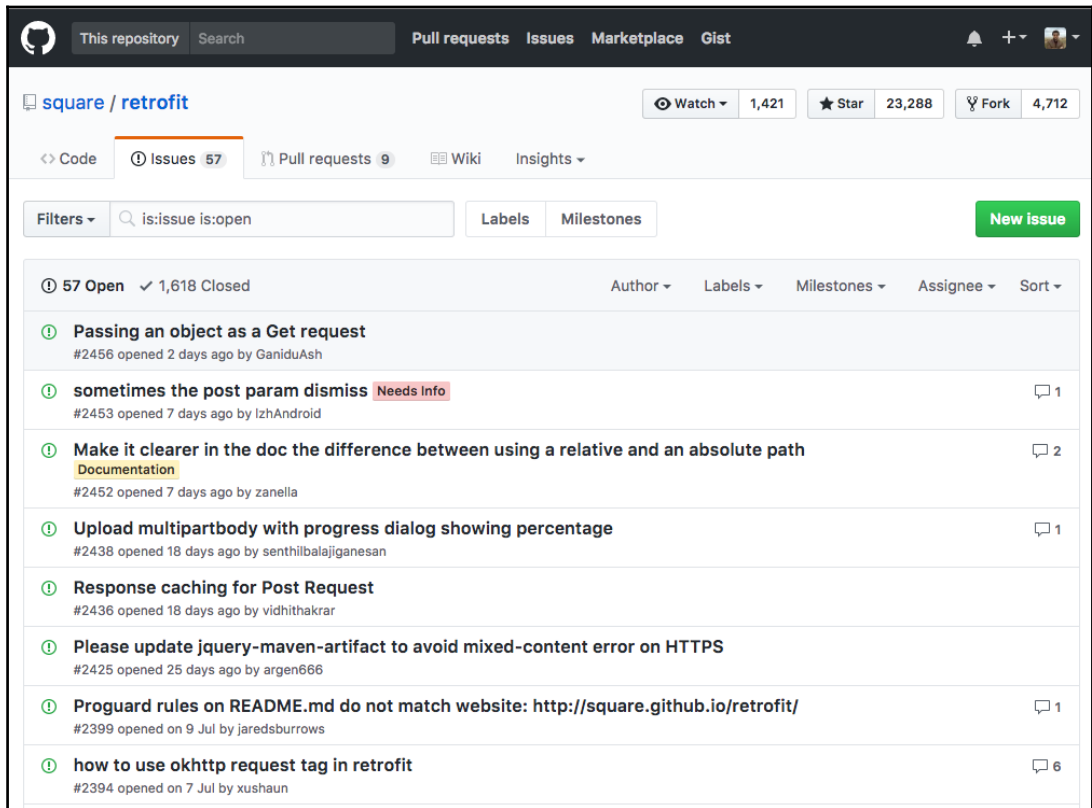 This repository Search Pull requests Issues Marketplace Gist
square / retrofit Watch 1,421 Star 23,288 Fork 4,712
Code Issues 57 Pull requests 9 Wiki Insights
Filters is:issue is:open Labels Milestones New issue
57 Open 1,618 Closed Author Labels Milestones Assignee Sort
Passing an object as a Get request
#2456 opened 2 days ago by GaniduAsh
sometimes the post param dismiss Needs Info 1
#2453 opened 7 days ago by lzhAndroid
Make it clearer in the doc the difference between using a relative and an absolute path 2
Documentation
#2452 opened 7 days ago by zanella
Upload multipartbody with progress dialog showing percentage 1
#2438 opened 18 days ago by senthilbalajiganesan
Response caching for Post Request
#2436 opened 18 days ago by vidhithakrar
Please update jquery-maven-artifact to avoid mixed-content error on HTTPS
#2425 opened 25 days ago by argen666
Proguard rules on README.md do not match website: http://square.github.io/retrofit/ 1
#2399 opened on 9 Jul by jaredsburrows
how to use okhttp request tag in retrofit 6
#2394 opened on 7 Jul by xushaun